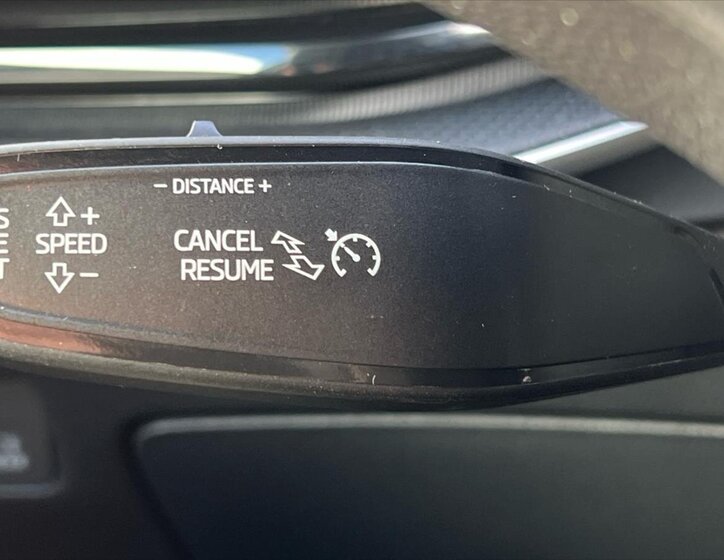 − DISTANCE +
+
SPEED
−
CANCEL
RESUME